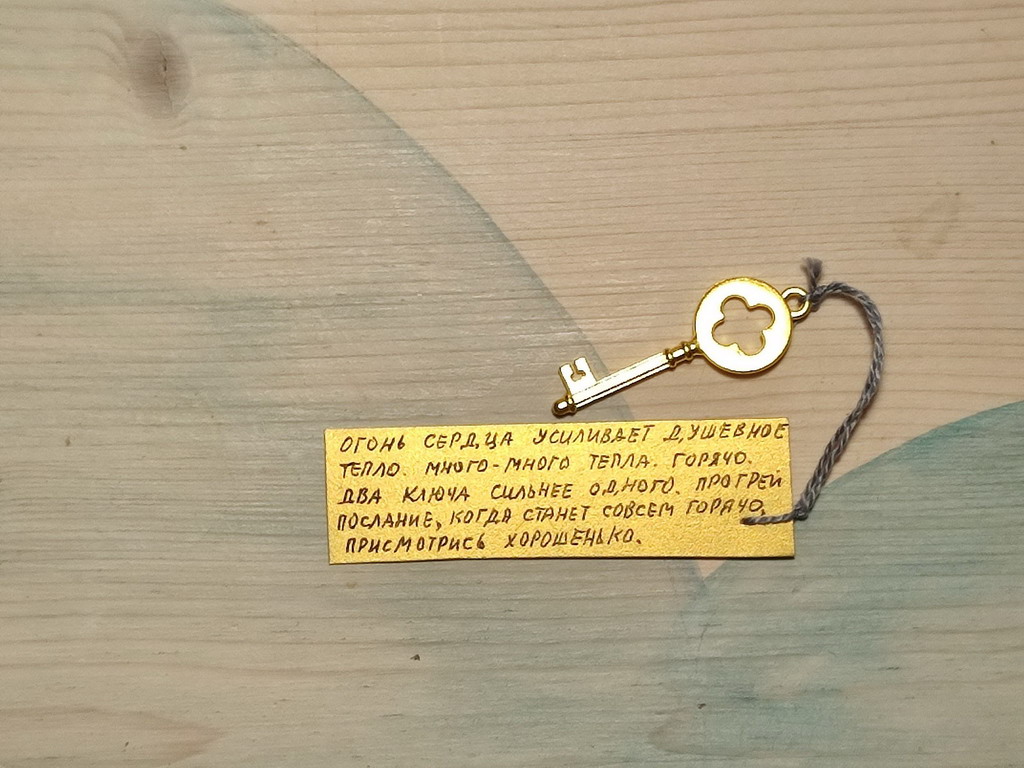 ОГОНЬ СЕРДЦА УСИЛИВАЕТ ДУШЕВНОЕ
ТЕПЛО. МНОГО-МНОГО ТЕПЛА. ГОРЯЧО.
ДВА КЛЮЧА СИЛЬНЕЕ ОДНОГО. ПРОГРЕЙ
ПОСЛАНИЕ, КОГДА СТАНЕТ СОВСЕМ ГОРЯЧО,
ПРИСМОТРИСЬ ХОРОШЕНЬКО.